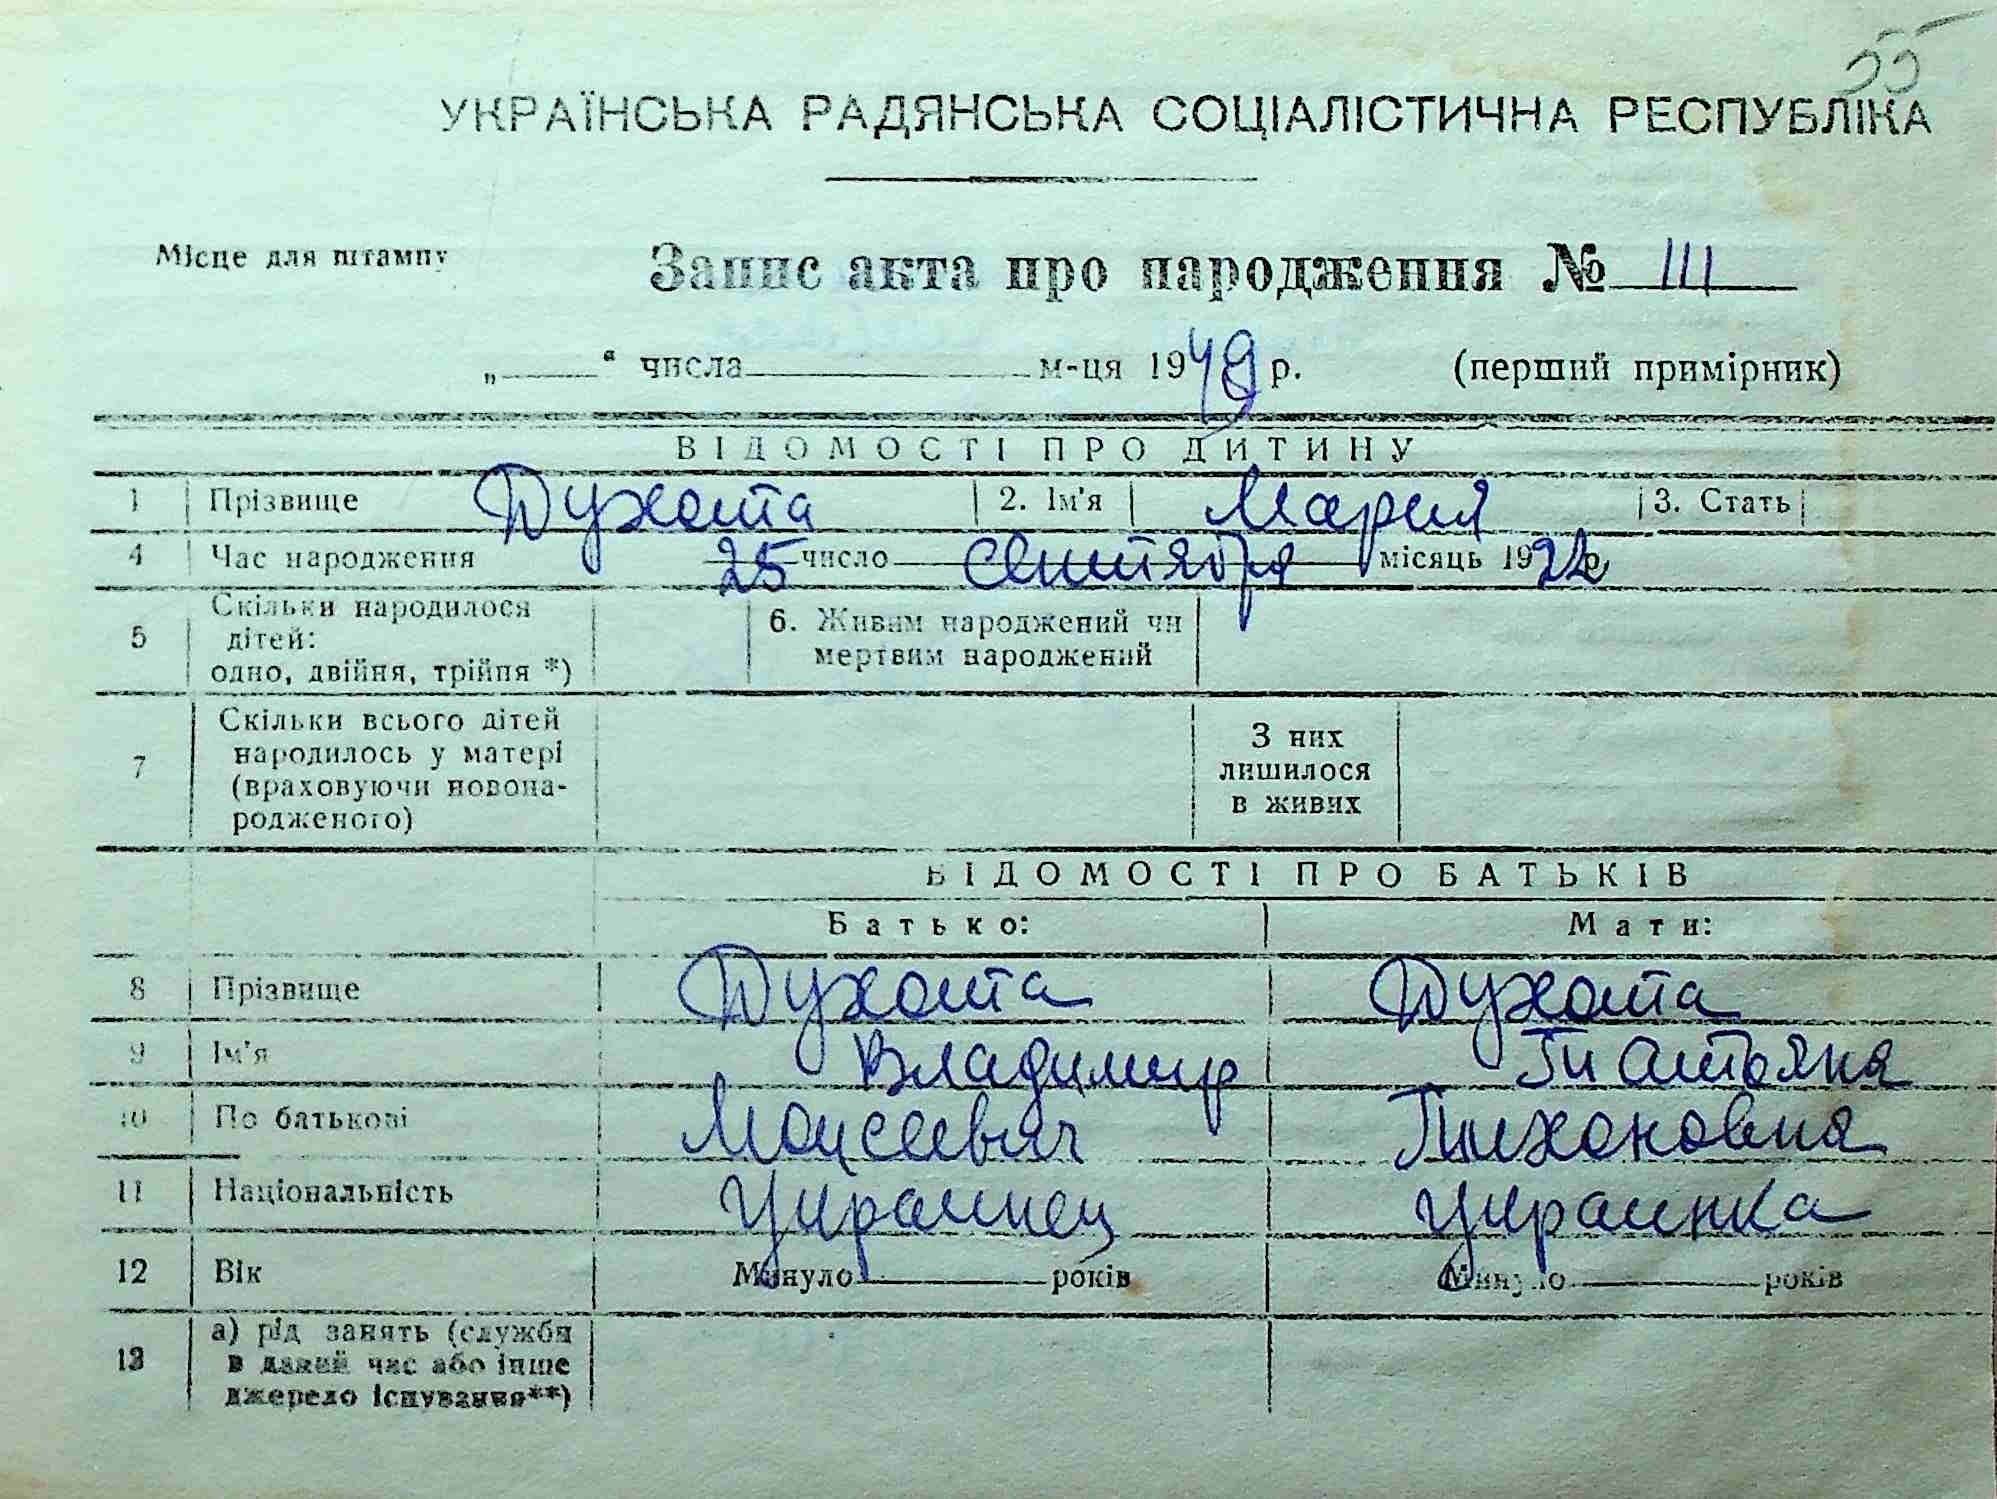 55
УКРАЇНСЬКА РАДЯНСЬКА СОЦІАЛІСТИЧНА РЕСПУБЛІКА
Місце для штампу
Запис акта про народження № 111
„____“ числа ________ м-ця 1949 р. (перший примірник)
ВІДОМОСТІ ПРО ДИТИНУ
1 Прізвище Духота 2. Ім'я Мария 3. Стать
4 Час народження 25 число Сентября місяць 1922
5 Скільки народилося дітей: одно, двійня, трійня *) 6. Живим народжений чи мертвим народжений
7 Скільки всього дітей народилось у матері (враховуючи новонародженого) З них лишилося в живих
ВІДОМОСТІ ПРО БАТЬКІВ
Батько: Мати:
8 Прізвище Духота Духота
9 Ім'я Владимир Татьяна
10 По батькові Моисеевич Тихоновна
11 Національність Украинец Украинка
12 Вік Минуло ____ років Минуло ____ років
13 а) рід занять (служби в даний час або інше джерело існування**)